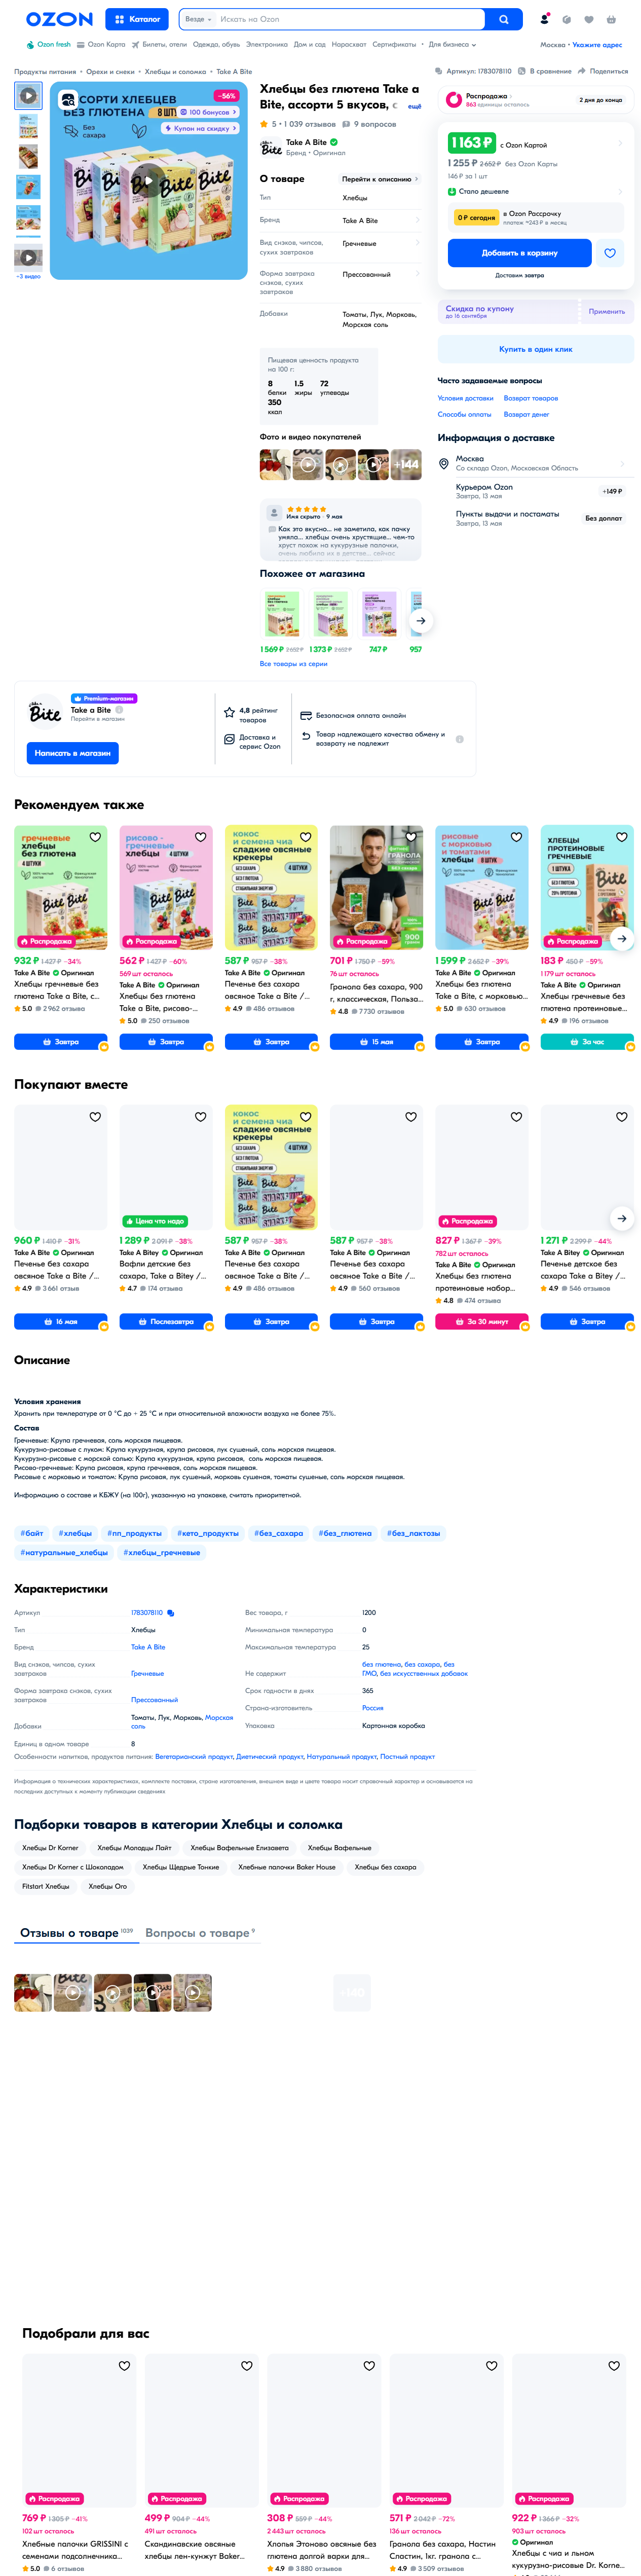 OZON
Каталог
Везде
Искать на Ozon
Ozon fresh
Ozon Карта
Билеты, отели
Одежда, обувь
Электроника
Дом и сад
Норасхват
Сертификаты
Для бизнеса
Москва • Укажите адрес
Продукты питания • Орехи и снеки • Хлебцы и соломка • Take A Bite
Артикул: 1783078110
В сравнение
Поделиться
+3 видео
−56%
100 бонусов
Купон на скидку
Без сахара
Хлебцы без глютена Take a Bite, ассорти 5 вкусов, с
ещё
5 • 1 039 отзывов
9 вопросов
Take A Bite
Бренд • Оригинал
О товаре
Перейти к описанию
Тип
Хлебцы
Бренд
Take A Bite
Вид снэков, чипсов, сухих завтраков
Гречневые
Форма завтрака снэков, сухих завтраков
Прессованный
Добавки
Томаты, Лук, Морковь, Морская соль
Пищевая ценность продукта на 100 г:
8 белки
1.5 жиры
72 углеводы
350 ккал
Фото и видео покупателей
+144
Имя скрыто · 9 мая
Как это вкусно... не заметила, как пачку умяла... хлебцы очень хрустящие... чем-то хруст похож на кукурузные палочки,
Похожее от магазина
1 569 ₽ 2 652 ₽
1 373 ₽ 2 652 ₽
747 ₽
957
Все товары из серии
Распродажа
863 единицы осталось
2 дня до конца
1 163 ₽
с Ozon Картой
1 255 ₽ 2 652 ₽ без Ozon Карты
146 ₽ за 1 шт
Стало дешевле
0 ₽ сегодня
в Ozon Рассрочку
платеж ~243 ₽ в месяц
Добавить в корзину
Доставим завтра
Скидка по купону
до 16 сентября
Применить
Купить в один клик
Часто задаваемые вопросы
Условия доставки
Возврат товаров
Способы оплаты
Возврат денег
Информация о доставке
Москва
Со склада Ozon, Московская Область
Курьером Ozon
Завтра, 13 мая
+149 ₽
Пункты выдачи и постаматы
Завтра, 13 мая
Без доплат
Premium-магазин
Take a Bite
Перейти в магазин
Написать в магазин
4,8 рейтинг товаров
Доставка и сервис Ozon
Безопасная оплата онлайн
Товар надлежащего качества обмену и возврату не подлежит
Рекомендуем также
932 ₽ 1 427 ₽ −34%
Take A Bite Оригинал
Хлебцы гречневые без глютена Take a Bite, с...
5.0 2 962 отзыва
Завтра
562 ₽ 1 427 ₽ −60%
569 шт осталось
Take A Bite Оригинал
Хлебцы без глютена Take a Bite, рисово-...
5.0 250 отзывов
Завтра
587 ₽ 957 ₽ −38%
Take A Bite Оригинал
Печенье без сахара овсяное Take a Bite /...
4.9 486 отзывов
Завтра
701 ₽ 1 750 ₽ −59%
76 шт осталось
Гранола без сахара, 900 г, классическая, Польза...
4.8 7 730 отзывов
15 мая
1 599 ₽ 2 652 ₽ −39%
Take A Bite Оригинал
Хлебцы без глютена Take a Bite, с морковью...
5.0 630 отзывов
Завтра
183 ₽ 450 ₽ −59%
1 179 шт осталось
Take A Bite Оригинал
Хлебцы гречневые без глютена протеиновые...
4.9 196 отзывов
За час
Покупают вместе
960 ₽ 1 410 ₽ −31%
Take A Bite Оригинал
Печенье без сахара овсяное Take a Bite /...
4.9 3 661 отзыв
16 мая
Цена что надо
1 289 ₽ 2 091 ₽ −38%
Take A Bitey Оригинал
Вафли детские без сахара, Take a Bitey /...
4.7 174 отзыва
Послезавтра
587 ₽ 957 ₽ −38%
Take A Bite Оригинал
Печенье без сахара овсяное Take a Bite /...
4.9 486 отзывов
Завтра
587 ₽ 957 ₽ −38%
Take A Bite Оригинал
Печенье без сахара овсяное Take a Bite /...
4.9 560 отзывов
Завтра
Распродажа
827 ₽ 1 367 ₽ −39%
782 шт осталось
Take A Bite Оригинал
Хлебцы без глютена протеиновые набор...
4.8 474 отзыва
За 30 минут
1 271 ₽ 2 299 ₽ −44%
Take A Bitey Оригинал
Печенье детское без сахара Take a Bitey /...
4.9 546 отзывов
Завтра
Описание
Условия хранения
Хранить при температуре от 0 °С до + 25 °С и при относительной влажности воздуха не более 75%.
Состав
Гречневые: Крупа гречневая, соль морская пищевая.
Кукурузно-рисовые с луком: Крупа кукурузная, крупа рисовая, лук сушеный, соль морская пищевая.
Кукурузно-рисовые с морской солью: Крупа кукурузная, крупа рисовая, соль морская пищевая.
Рисово-гречневые: Крупа рисовая, крупа гречневая, соль морская пищевая.
Рисовые с морковью и томатом: Крупа рисовая, лук сушеный, морковь сушеная, томаты сушеные, соль морская пищевая.
Информацию о составе и КБЖУ (на 100г), указанную на упаковке, считать приоритетной.
#байт #хлебцы #пп_продукты #кето_продукты #без_сахара #без_глютена #без_лактозы
#натуральные_хлебцы #хлебцы_гречневые
Характеристики
Артикул 1783078110
Тип Хлебцы
Бренд Take A Bite
Вид снэков, чипсов, сухих завтраков Гречневые
Форма завтрака снэков, сухих завтраков Прессованный
Добавки Томаты, Лук, Морковь, Морская соль
Единиц в одном товаре 8
Вес товара, г 1200
Минимальная температура 0
Максимальная температура 25
Не содержит без глютена, без сахара, без ГМО, без искусственных добавок
Срок годности в днях 365
Страна-изготовитель Россия
Упаковка Картонная коробка
Особенности напитков, продуктов питания: Вегетарианский продукт, Диетический продукт, Натуральный продукт, Постный продукт
Информация о технических характеристиках, комплекте поставки, стране изготовления, внешнем виде и цвете товара носит справочный характер и основывается на последних доступных к моменту публикации сведениях
Подборки товаров в категории Хлебцы и соломка
Хлебцы Dr Korner
Хлебцы Молодцы Лайт
Хлебцы Вафельные Елизавета
Хлебцы Вафельные
Хлебцы Dr Korner с Шоколадом
Хлебцы Щедрые Тонкие
Хлебные палочки Baker House
Хлебцы без сахара
Fitstart Хлебцы
Хлебцы Oro
Отзывы о товаре 1039
Вопросы о товаре 9
+140
Подобрали для вас
Распродажа
769 ₽ 1 305 ₽ −41%
102 шт осталось
Хлебные палочки GRISSINI с семенами подсолнечника...
5.0 6 отзывов
Распродажа
499 ₽ 904 ₽ −44%
491 шт осталось
Скандинавские овсяные хлебцы лен-кунжут Baker...
Распродажа
308 ₽ 559 ₽ −44%
2 443 шт осталось
Хлопья Этоново овсяные без глютена долгой варки для...
4.9 3 880 отзывов
Распродажа
571 ₽ 2 042 ₽ −72%
136 шт осталось
Гранола без сахара, Настин Сластин, 1кг. гранола с...
4.9 3 509 отзывов
Распродажа
922 ₽ 1 366 ₽ −32%
903 шт осталось
Оригинал
Хлебцы с чиа и льном кукурузно-рисовые Dr. Korne...